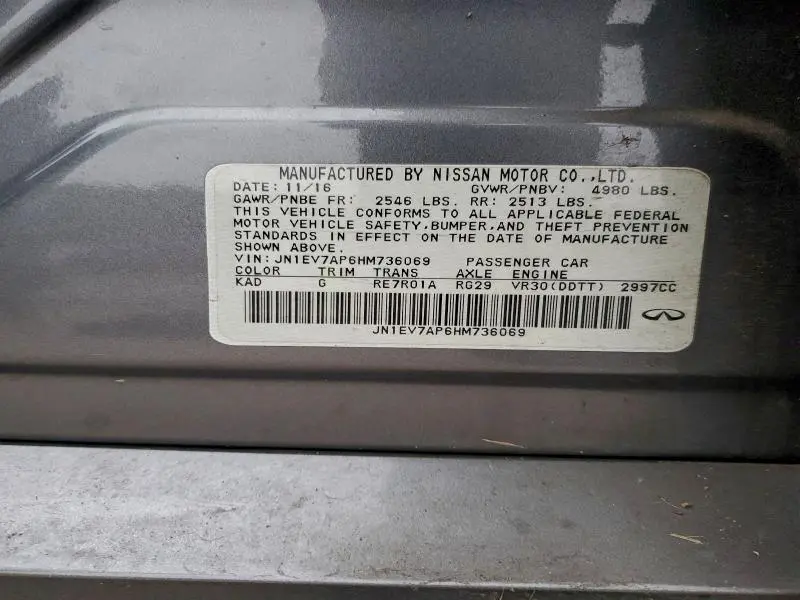 MANUFACTURED BY NISSAN MOTOR CO.,LTD.
DATE: 11/16 GVWR/PNBV: 4980 LBS.
GAWR/PNBE FR: 2546 LBS. RR: 2513 LBS.
THIS VEHICLE CONFORMS TO ALL APPLICABLE FEDERAL
MOTOR VEHICLE SAFETY,BUMPER,AND THEFT PREVENTION
STANDARDS IN EFFECT ON THE DATE OF MANUFACTURE
SHOWN ABOVE.
VIN: JN1EV7AP6HM736069 PASSENGER CAR
COLOR TRIM TRANS AXLE ENGINE
KAD G RE7R01A RG29 VR30(DDTT) 2997CC
JN1EV7AP6HM736069